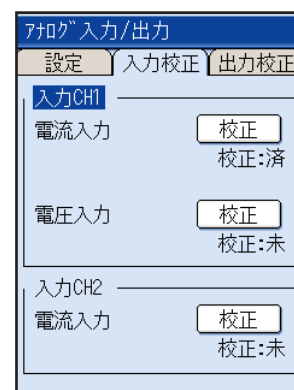 ｱﾅﾛｸﾞ入力/出力
設定 入力校正 出力校正
入力CH1
電流入力 校正
校正:済
電圧入力 校正
校正:未
入力CH2
電流入力 校正
校正:未